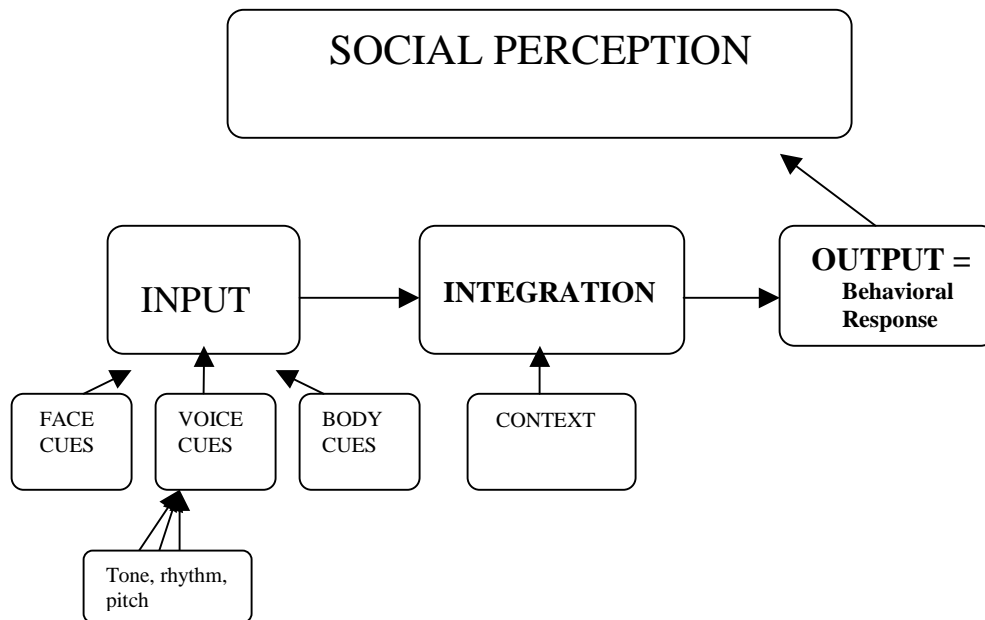 SOCIAL PERCEPTION
INPUT
INTEGRATION
OUTPUT =
Behavioral
Response
FACE
CUES
VOICE
CUES
BODY
CUES
CONTEXT
Tone, rhythm,
pitch